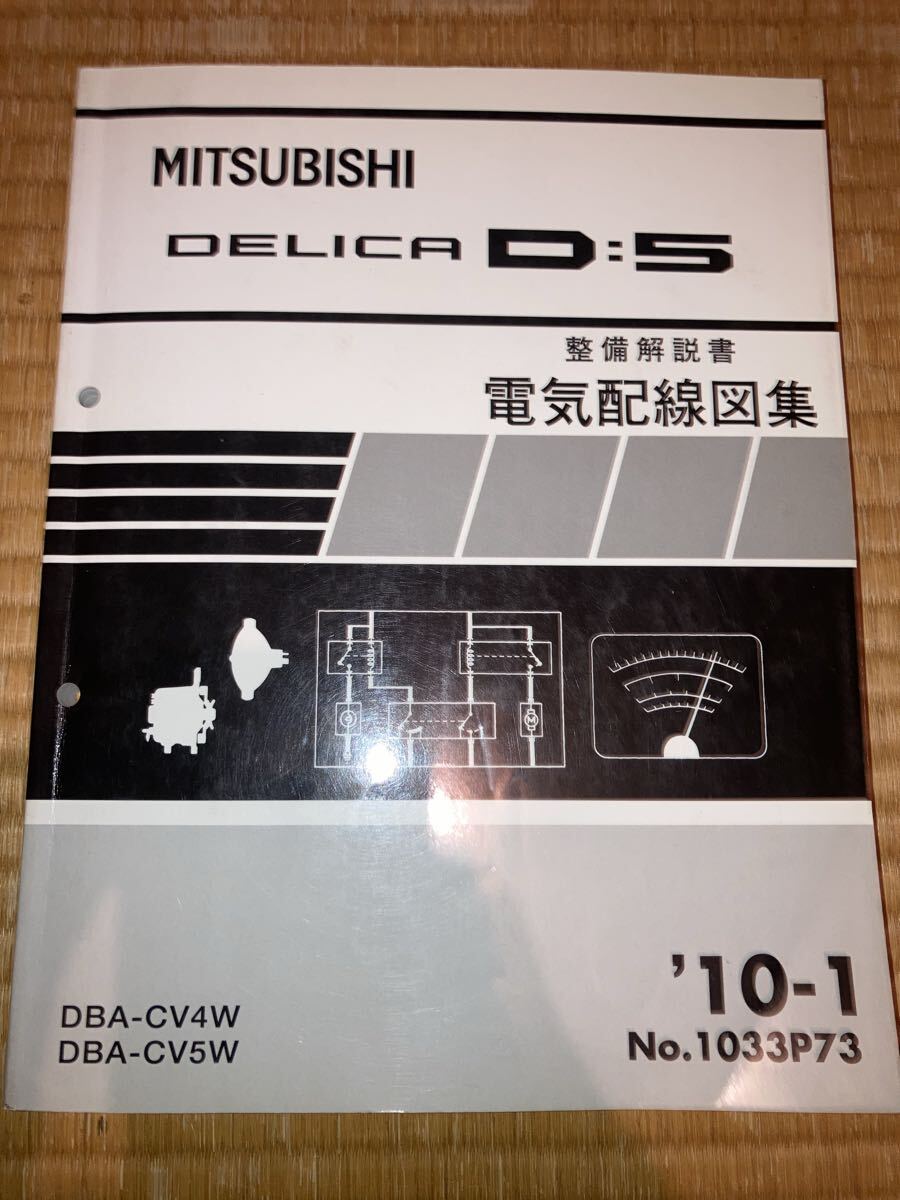 MITSUBISHI
DELICA D:5
整備解説書
電気配線図集
M
DBA-CV4W
DBA-CV5W
'10-1
No.1033P73